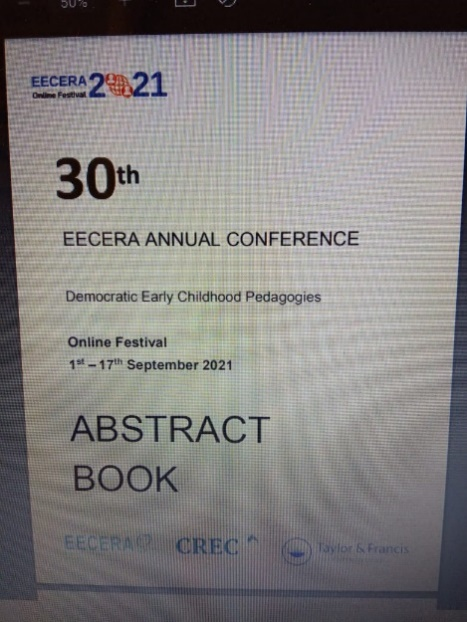 50%
EECERA 2021
Online Festival
30th
EECERA ANNUAL CONFERENCE
Democratic Early Childhood Pedagogies
Online Festival
1st – 17th September 2021
ABSTRACT
BOOK
EECERA CREC Taylor & Francis